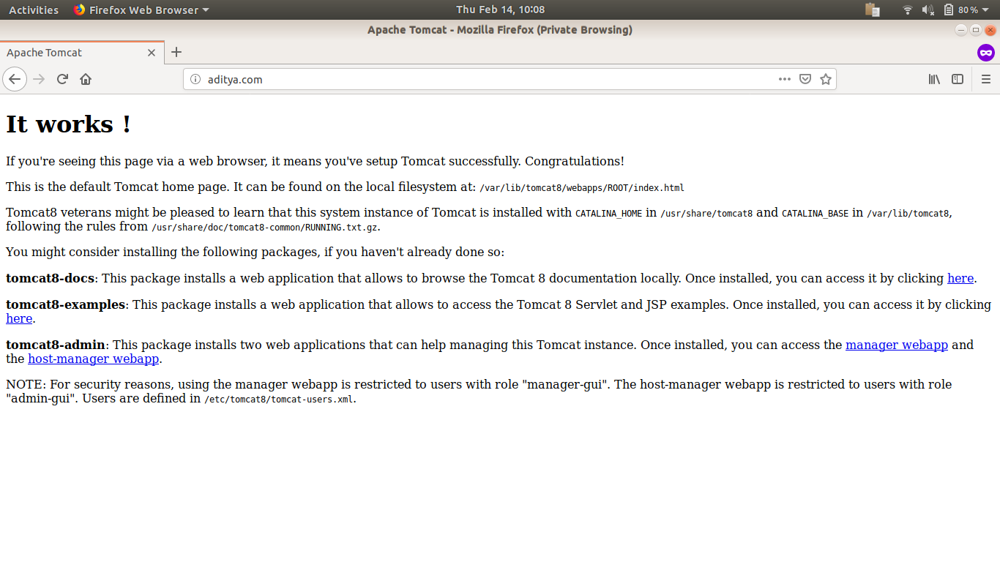 Activities Firefox Web Browser Thu Feb 14, 10:08 80 %
Apache Tomcat - Mozilla Firefox (Private Browsing)
Apache Tomcat
aditya.com
It works !
If you're seeing this page via a web browser, it means you've setup Tomcat successfully. Congratulations!
This is the default Tomcat home page. It can be found on the local filesystem at: /var/lib/tomcat8/webapps/ROOT/index.html
Tomcat8 veterans might be pleased to learn that this system instance of Tomcat is installed with CATALINA_HOME in /usr/share/tomcat8 and CATALINA_BASE in /var/lib/tomcat8,
following the rules from /usr/share/doc/tomcat8-common/RUNNING.txt.gz.
You might consider installing the following packages, if you haven't already done so:
tomcat8-docs: This package installs a web application that allows to browse the Tomcat 8 documentation locally. Once installed, you can access it by clicking here.
tomcat8-examples: This package installs a web application that allows to access the Tomcat 8 Servlet and JSP examples. Once installed, you can access it by clicking
here.
tomcat8-admin: This package installs two web applications that can help managing this Tomcat instance. Once installed, you can access the manager webapp and
the host-manager webapp.
NOTE: For security reasons, using the manager webapp is restricted to users with role "manager-gui". The host-manager webapp is restricted to users with role
"admin-gui". Users are defined in /etc/tomcat8/tomcat-users.xml.